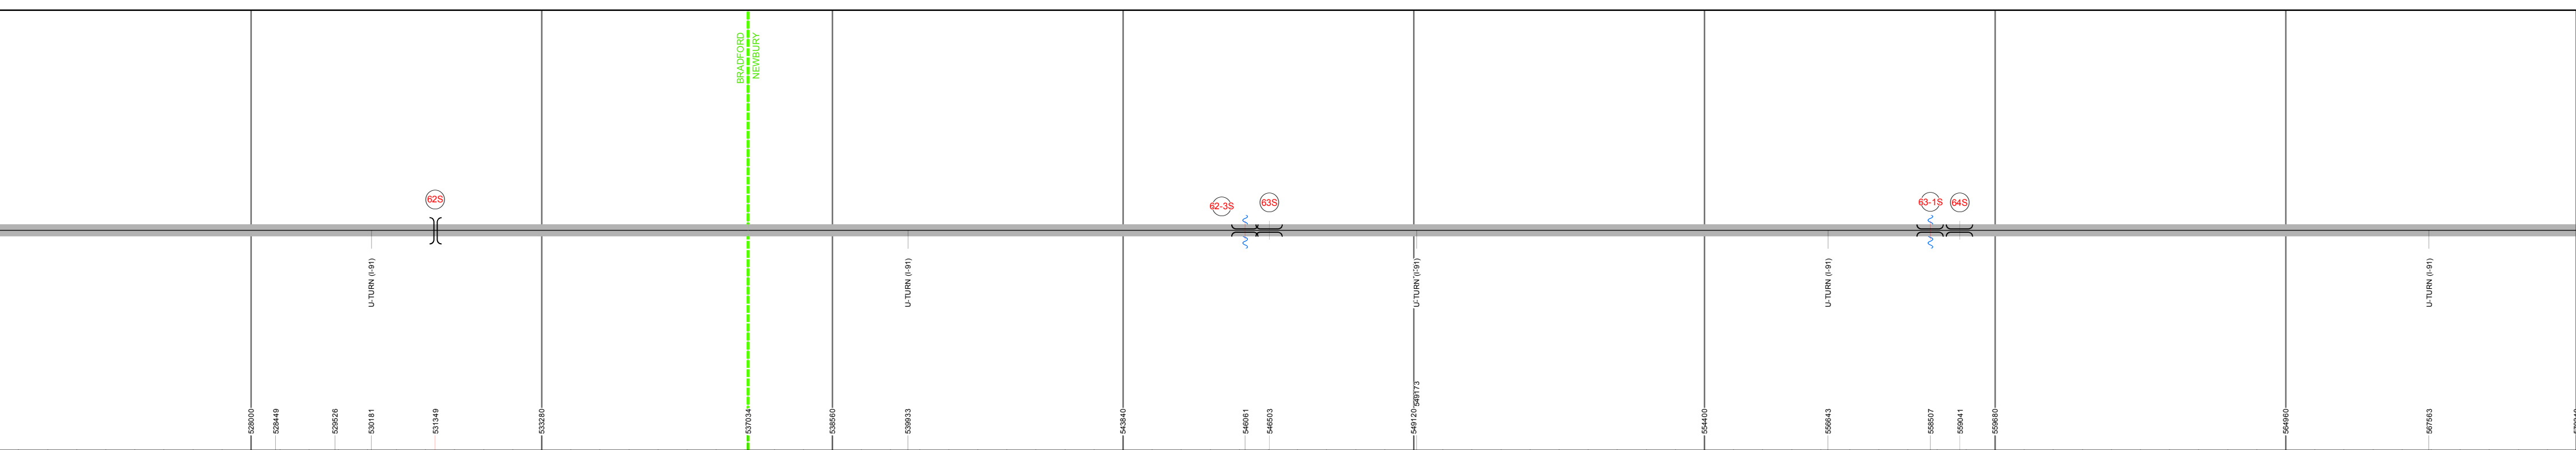 BRADFORD
NEWBURY
62S
62-3S
63S
63-1S
64S
U-TURN (I-91)
U-TURN (I-91)
U-TURN (I-91)
U-TURN (I-91)
U-TURN (I-91)
528000
528449
529526
530181
531349
533280
537034
538560
539933
543840
546061
546503
549120
549173
554400
556643
558507
559041
559680
564960
567563